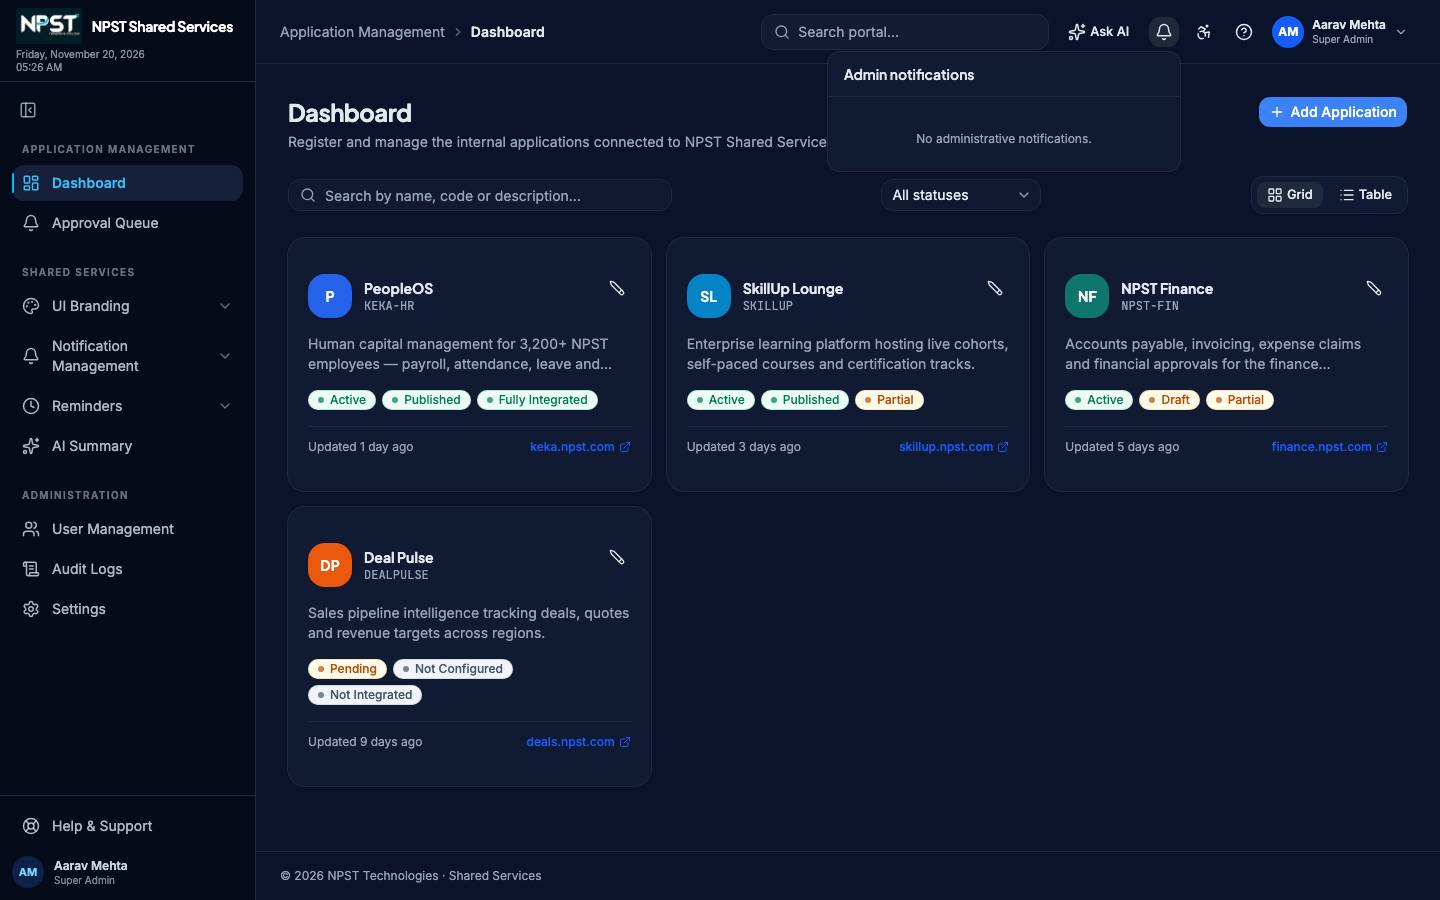 NPST
NPST Shared Services
Friday, November 20, 2026
05:26 AM
APPLICATION MANAGEMENT
Dashboard
Approval Queue
SHARED SERVICES
UI Branding
Notification
Management
Reminders
AI Summary
ADMINISTRATION
User Management
Audit Logs
Settings
Help & Support
AM
Aarav Mehta
Super Admin
Application Management > Dashboard
Search portal...
Ask AI
AM
Aarav Mehta
Super Admin
Admin notifications
No administrative notifications.
Dashboard
Register and manage the internal applications connected to NPST Shared Service
Add Application
Search by name, code or description...
All statuses
Grid
Table
P
PeopleOS
KEKA-HR
Human capital management for 3,200+ NPST
employees — payroll, attendance, leave and...
Active
Published
Fully Integrated
Updated 1 day ago
keka.npst.com
SL
SkillUp Lounge
SKILLUP
Enterprise learning platform hosting live cohorts,
self-paced courses and certification tracks.
Active
Published
Partial
Updated 3 days ago
skillup.npst.com
NF
NPST Finance
NPST-FIN
Accounts payable, invoicing, expense claims
and financial approvals for the finance...
Active
Draft
Partial
Updated 5 days ago
finance.npst.com
DP
Deal Pulse
DEALPULSE
Sales pipeline intelligence tracking deals, quotes
and revenue targets across regions.
Pending
Not Configured
Not Integrated
Updated 9 days ago
deals.npst.com
© 2026 NPST Technologies · Shared Services